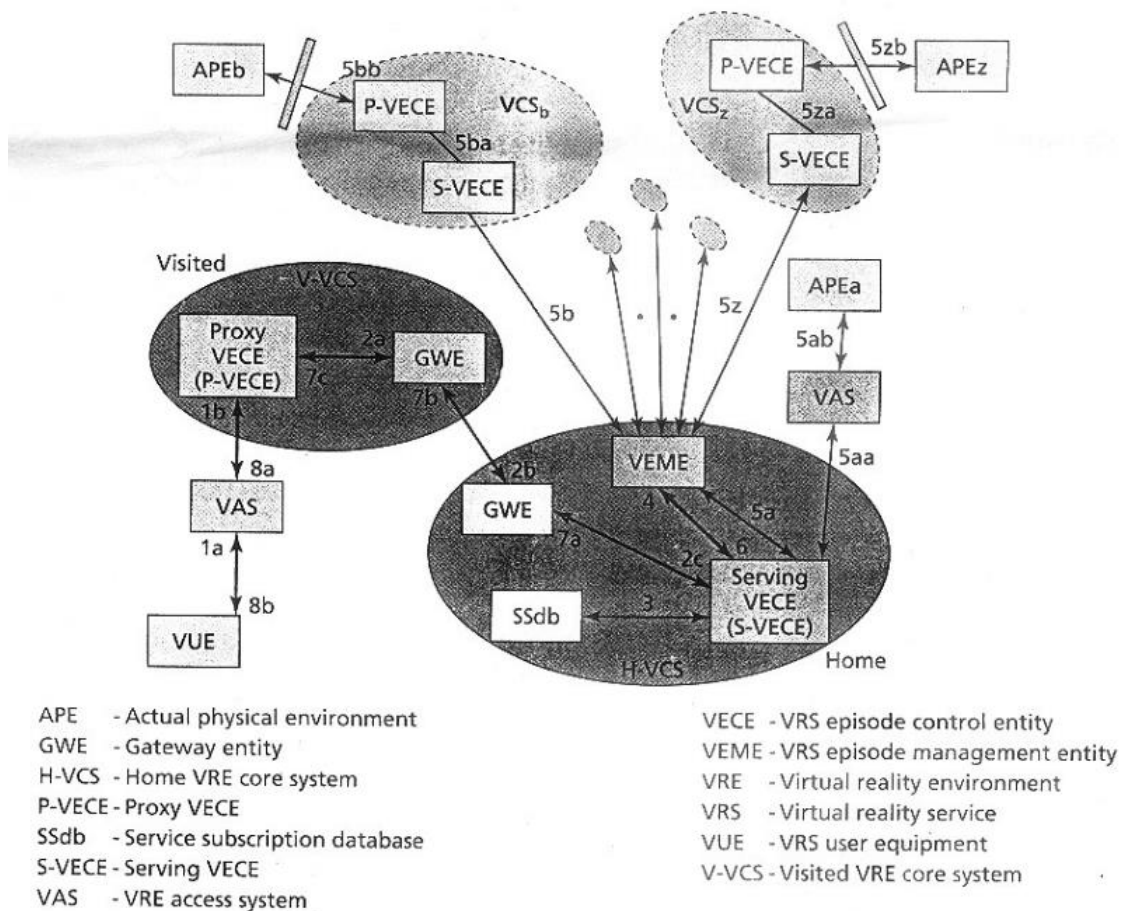 APEb
5bb
P-VECE
VCSb
5ba
S-VECE
P-VECE
5zb
APEz
VCSz
5za
S-VECE
Visited
V-VCS
Proxy
VECE
(P-VECE)
2a
7c
GWE
1b
7b
5b
5z
APEa
5ab
VAS
5aa
8a
VAS
1a
8b
VUE
VEME
2b
GWE
4
5a
7a
6
2c
Serving
VECE
(S-VECE)
SSdb
3
H-VCS
Home
APE - Actual physical environment
GWE - Gateway entity
H-VCS - Home VRE core system
P-VECE - Proxy VECE
SSdb - Service subscription database
S-VECE - Serving VECE
VAS - VRE access system
VECE - VRS episode control entity
VEME - VRS episode management entity
VRE - Virtual reality environment
VRS - Virtual reality service
VUE - VRS user equipment
V-VCS - Visited VRE core system